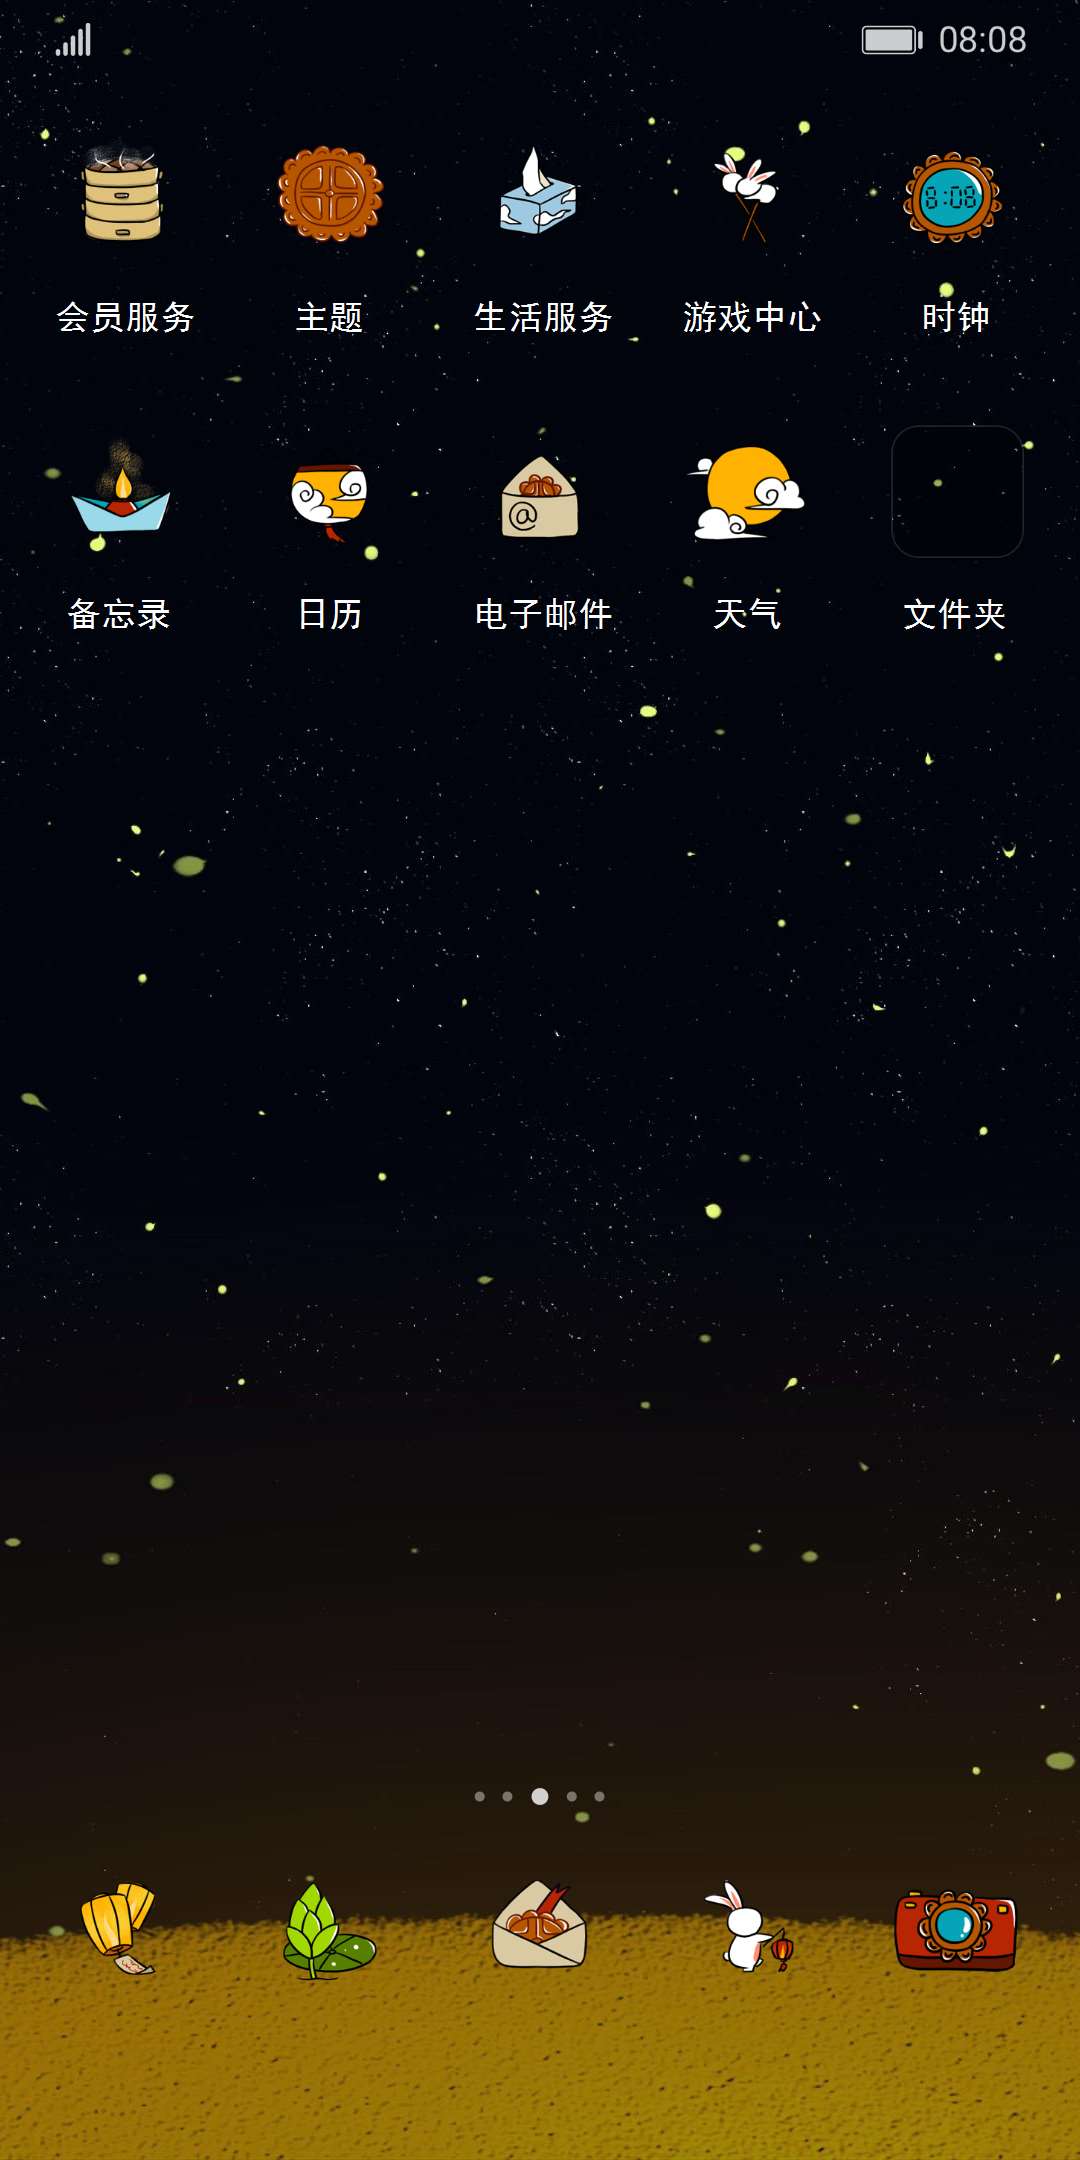 08:08
8:08
会员服务 主题 生活服务 游戏中心 时钟
@
备忘录 日历 电子邮件 天气 文件夹